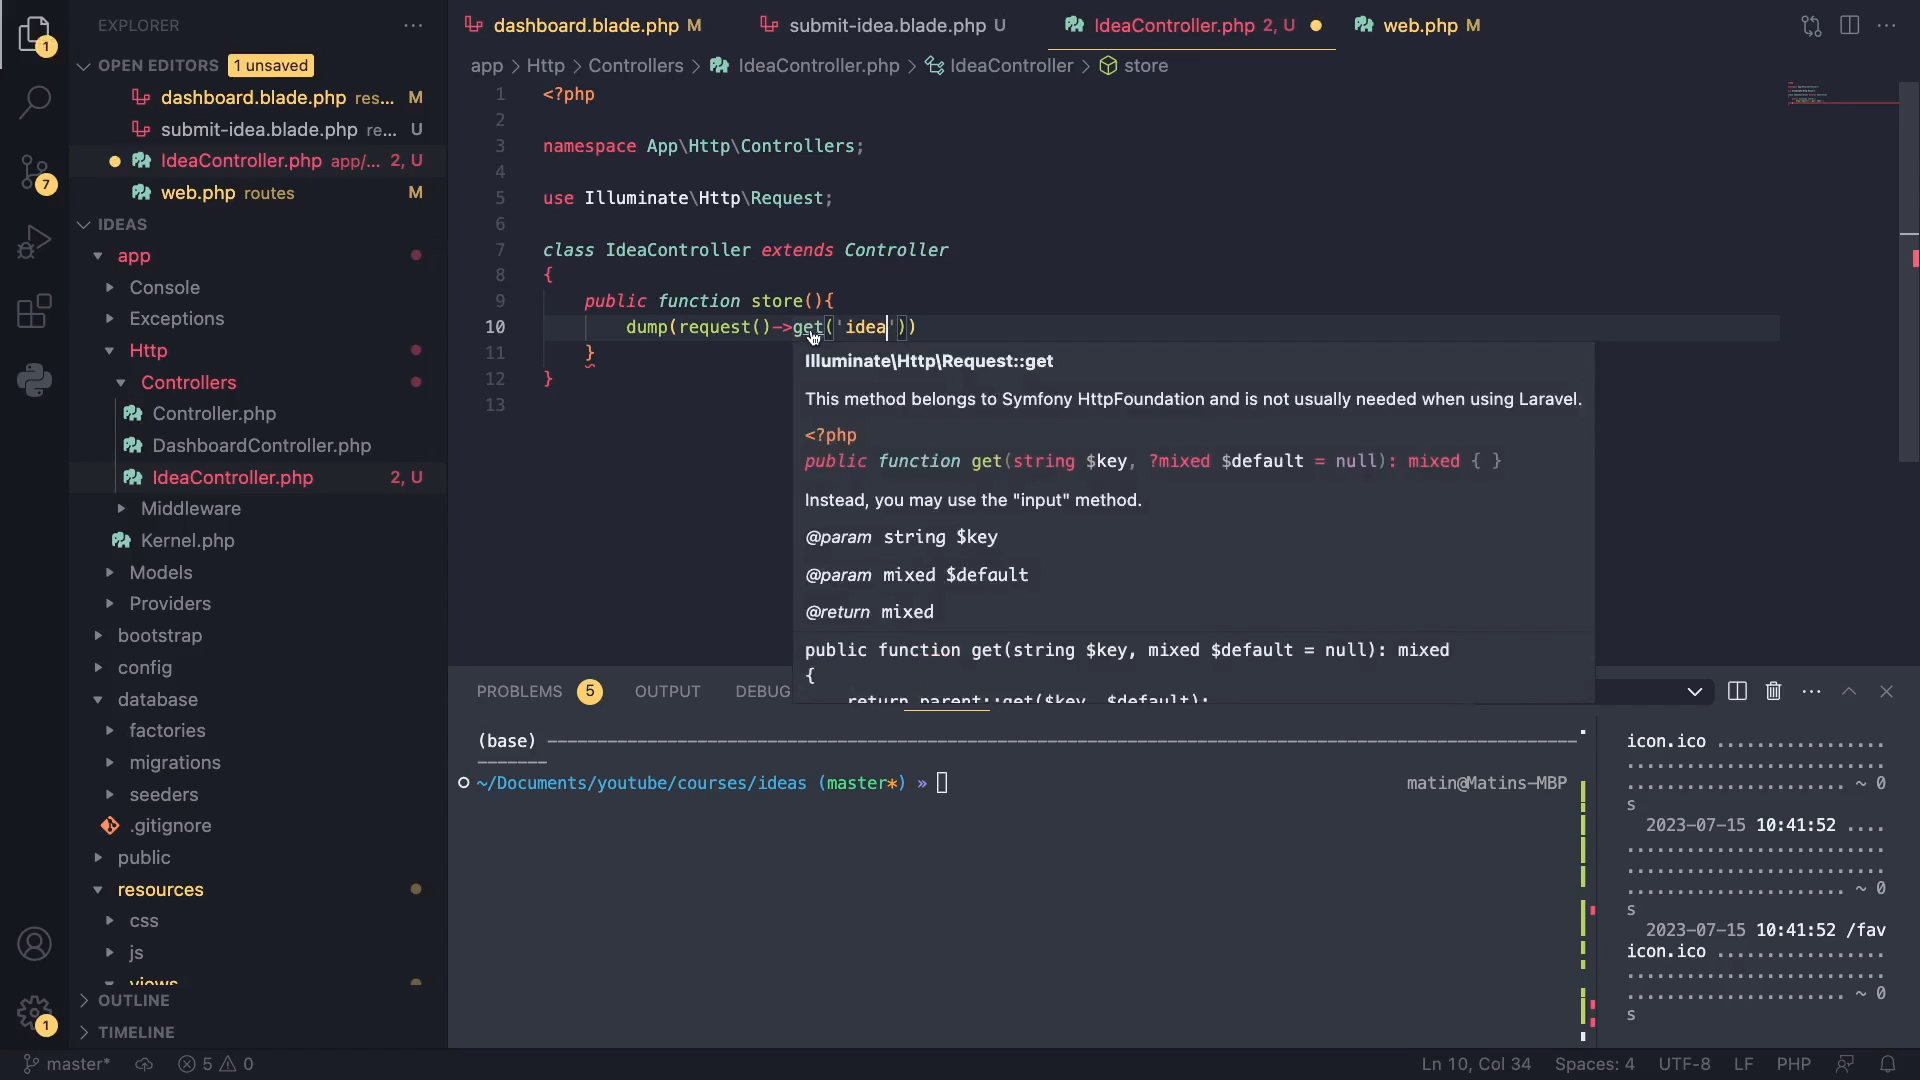 EXPLORER
OPEN EDITORS 1 unsaved
dashboard.blade.php res... M
submit-idea.blade.php re... U
IdeaController.php app/... 2, U
web.php routes M
IDEAS
app
Console
Exceptions
Http
Controllers
Controller.php
DashboardController.php
IdeaController.php 2, U
Middleware
Kernel.php
Models
Providers
bootstrap
config
database
factories
migrations
seeders
.gitignore
public
resources
css
js
views
OUTLINE
TIMELINE
1
7
1
dashboard.blade.php M
submit-idea.blade.php U
IdeaController.php 2, U
web.php M
app > Http > Controllers > IdeaController.php > IdeaController > store
1 <?php
2
3 namespace App\Http\Controllers;
4
5 use Illuminate\Http\Request;
6
7 class IdeaController extends Controller
8 {
9 public function store(){
10 dump(request()->get('idea'))
11 }
12 }
13
Illuminate\Http\Request::get
This method belongs to Symfony HttpFoundation and is not usually needed when using Laravel.
<?php
public function get(string $key, ?mixed $default = null): mixed { }
Instead, you may use the "input" method.
@param string $key
@param mixed $default
@return mixed
public function get(string $key, mixed $default = null): mixed
{
return parent::get($key, $default);
PROBLEMS 5 OUTPUT DEBUG
(base) ────────────────
~/Documents/youtube/courses/ideas (master*) »
matin@Matins-MBP
icon.ico ................
.........................
..................... ~ 0
s
2023-07-15 10:41:52 ....
.........................
.........................
..................... ~ 0
s
2023-07-15 10:41:52 /fav
icon.ico ................
.........................
..................... ~ 0
s
master* 5 0 Ln 10, Col 34 Spaces: 4 UTF-8 LF PHP